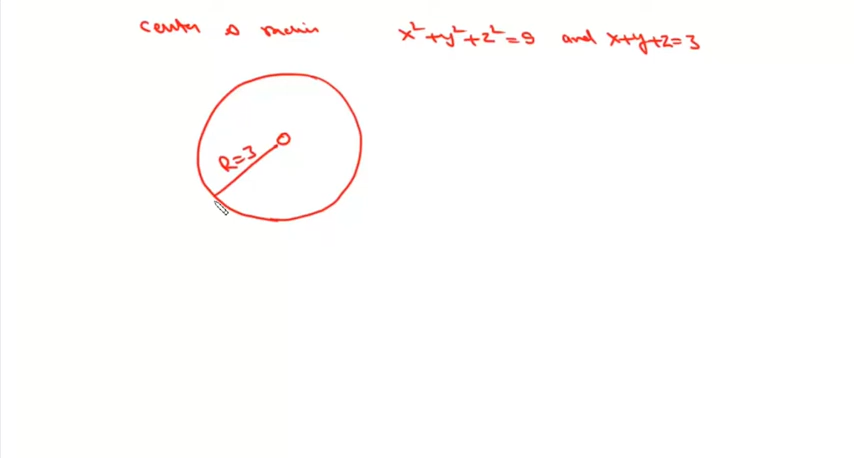 center & radius x²+y²+z²=9 and x+y+z=3
R=3 O